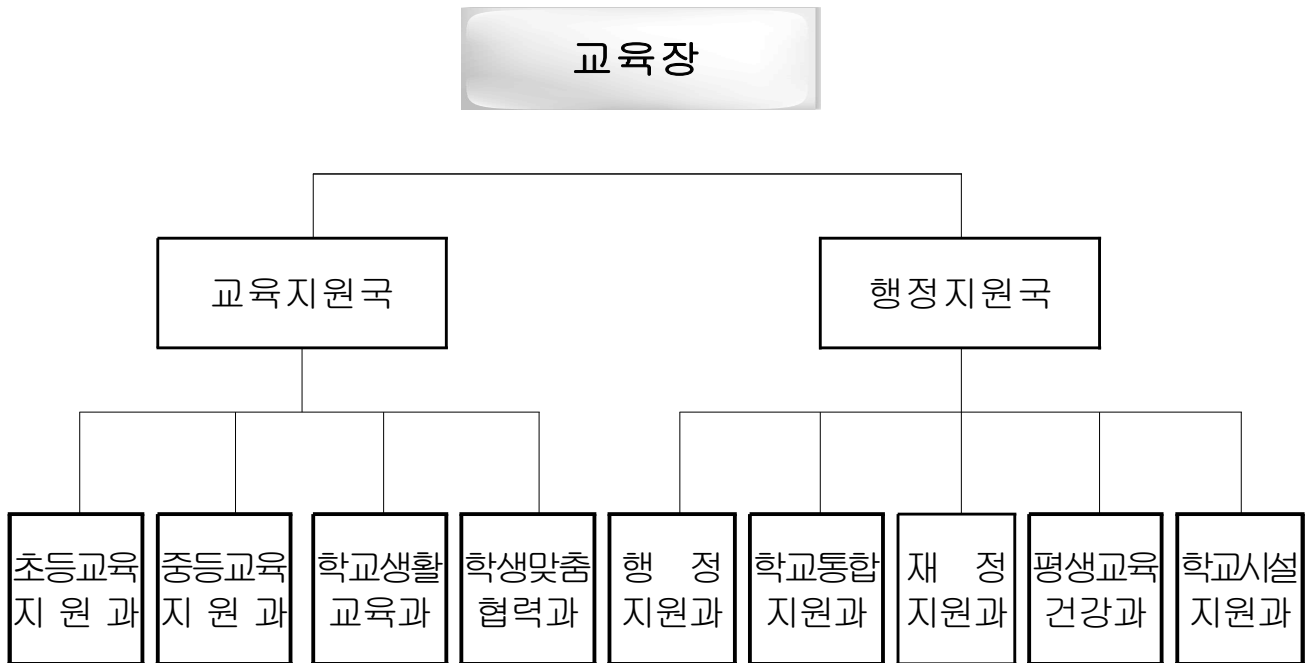 교육장
교육지원국
행정지원국
초등교육
지 원 과
중등교육
지 원 과
학교생활
교육과
학생맞춤
협력과
행 정
지원과
학교통합
지원과
재 정
지원과
평생교육
건강과
학교시설
지원과